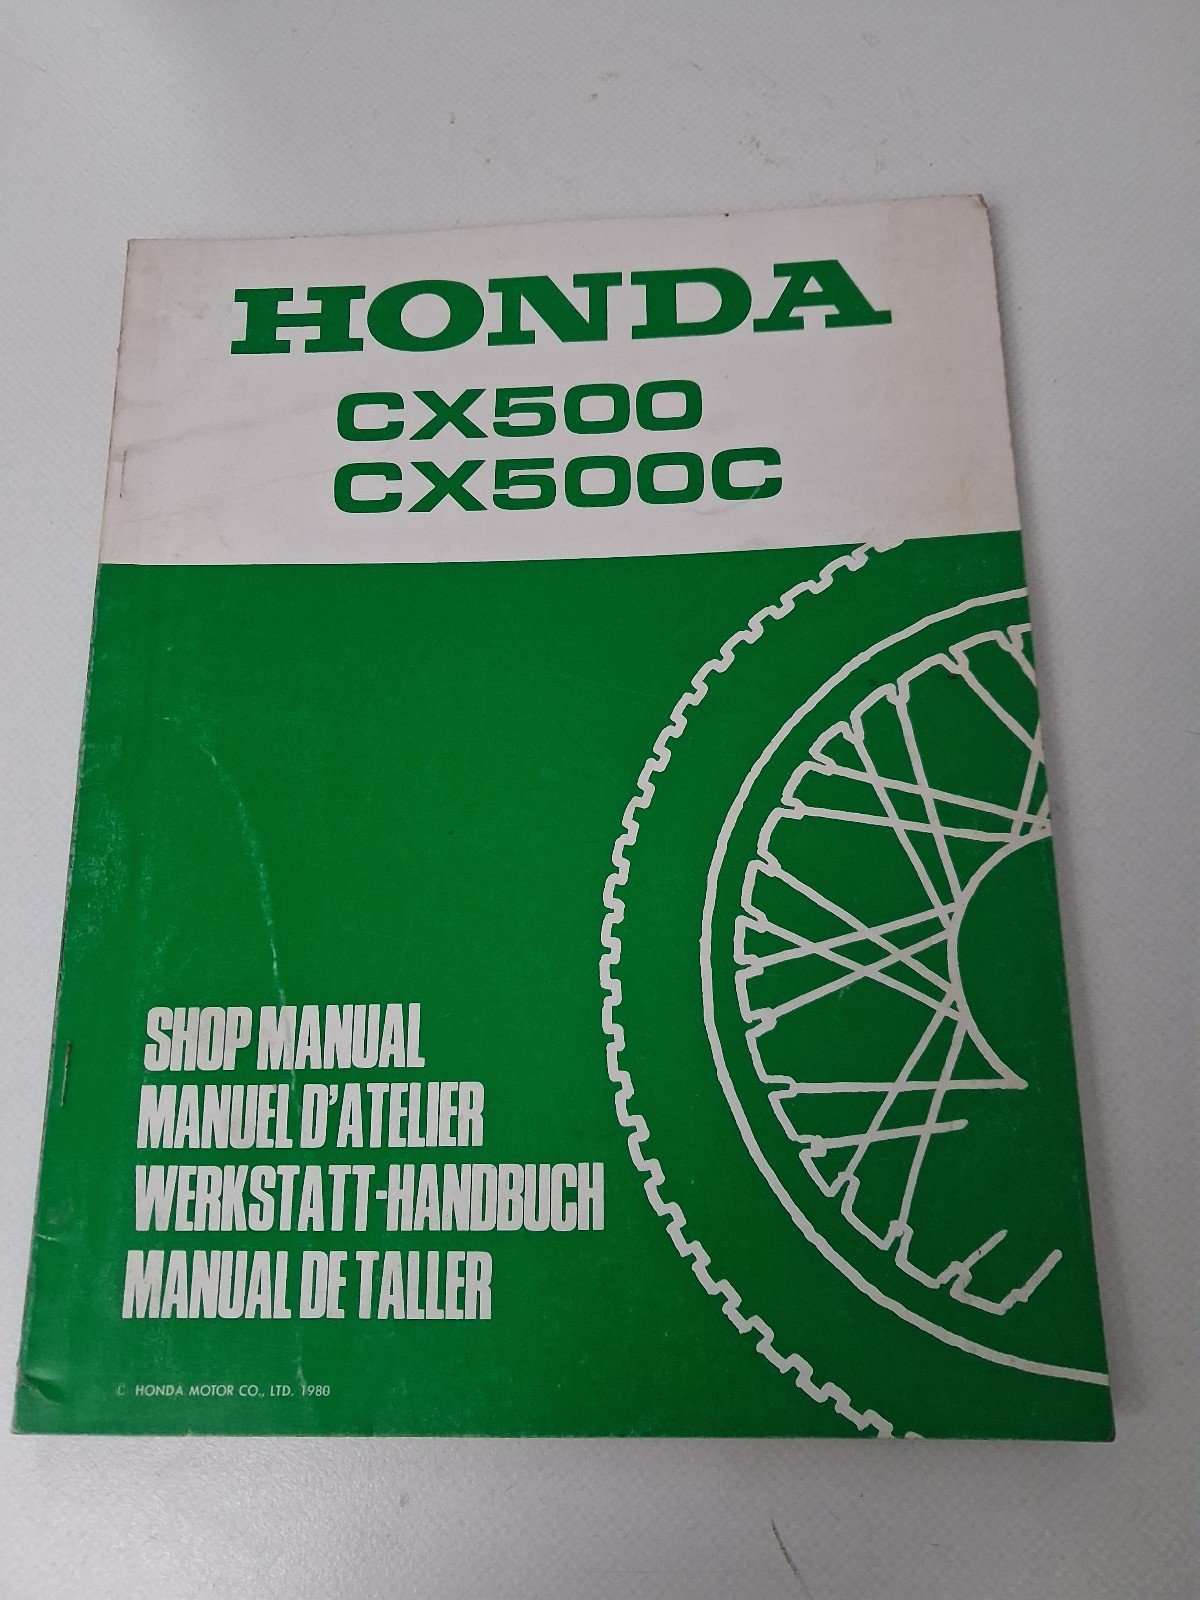 HONDA
CX500
CX500C
SHOP MANUAL
MANUEL D'ATELIER
WERKSTATT-HANDBUCH
MANUAL DE TALLER
C HONDA MOTOR CO., LTD. 1980